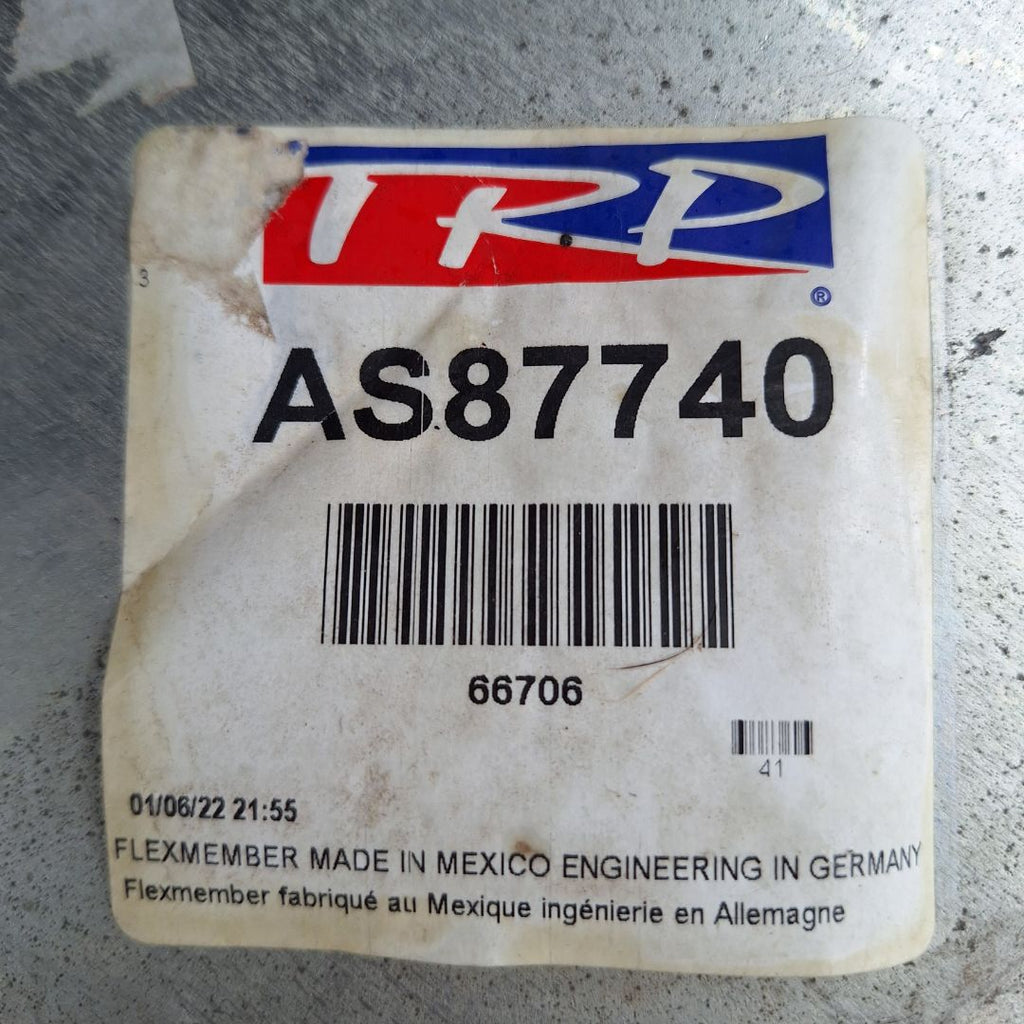 TRP
®
3
AS87740
66706
41
01/06/22 21:55
FLEXMEMBER MADE IN MEXICO ENGINEERING IN GERMANY
Flexmember fabriqué au Mexique ingénierie en Allemagne